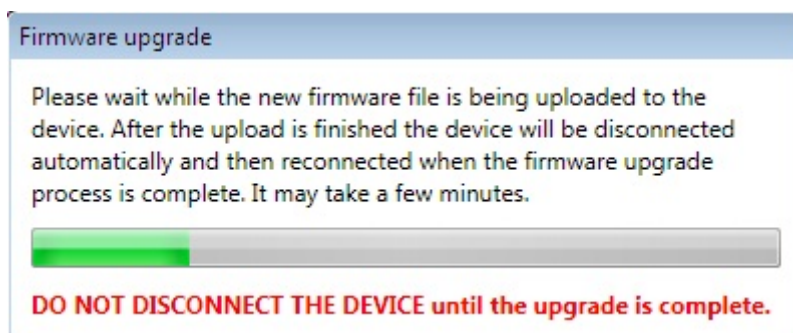 Firmware upgrade
Please wait while the new firmware file is being uploaded to the
device. After the upload is finished the device will be disconnected
automatically and then reconnected when the firmware upgrade
process is complete. It may take a few minutes.
DO NOT DISCONNECT THE DEVICE until the upgrade is complete.